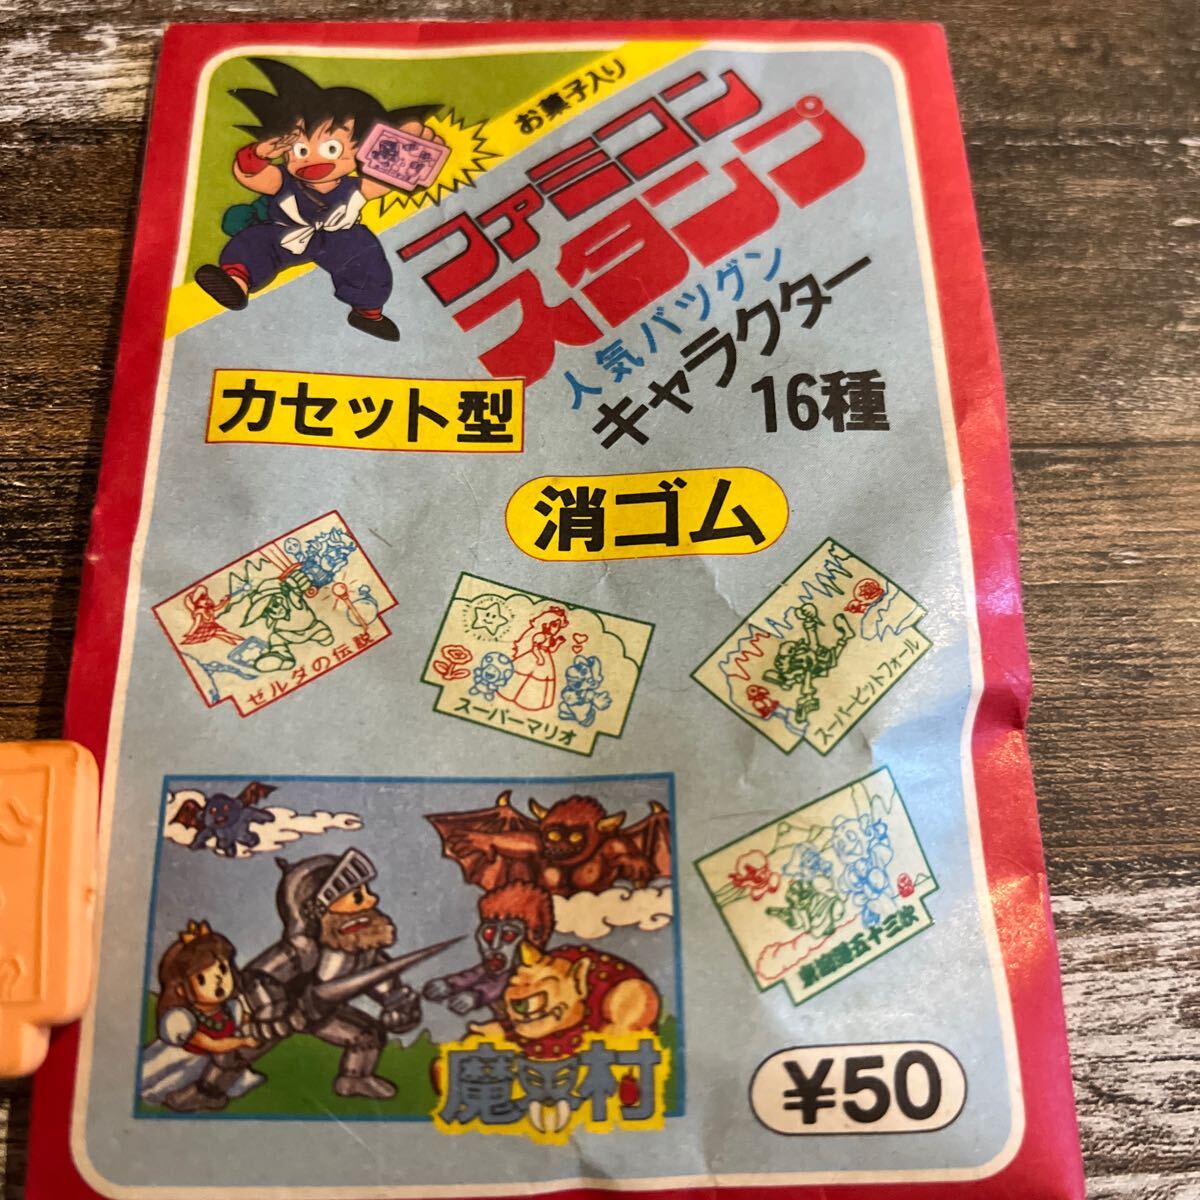 お菓子入り
ファミコン
スタンプ
人気バツグン
キャラクター
16種
カセット型
消ゴム
ゼルダの伝説
スーパーマリオ
スーパーピットフォール
東海道五十三次
魔界村
¥50